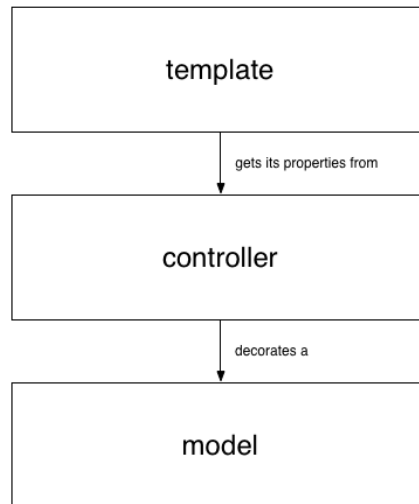 template
gets its properties from
controller
decorates a
model